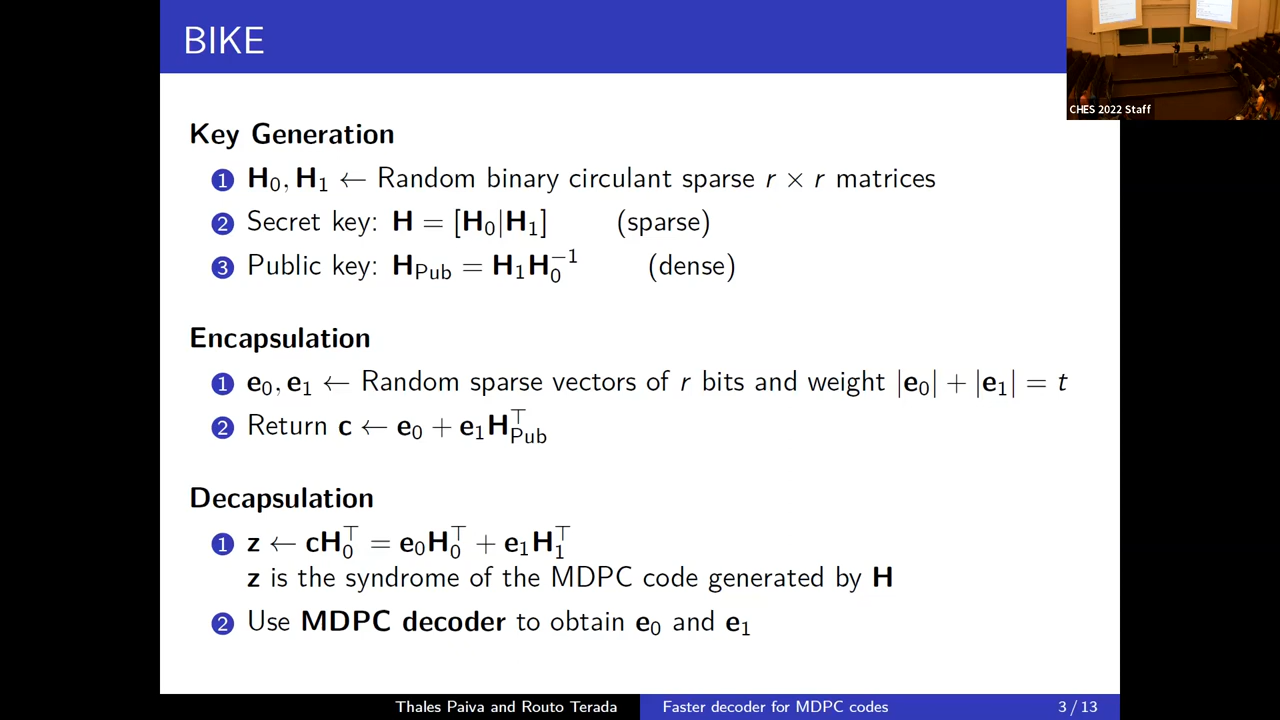 BIKE
CHES 2022 Staff
Key Generation
1 H₀, H₁ ← Random binary circulant sparse r × r matrices
2 Secret key: H = [H₀|H₁] (sparse)
3 Public key: H_Pub = H₁H₀⁻¹ (dense)
Encapsulation
1 e₀, e₁ ← Random sparse vectors of r bits and weight |e₀| + |e₁| = t
2 Return c ← e₀ + e₁H_Pub^⊤
Decapsulation
1 z ← cH₀^⊤ = e₀H₀^⊤ + e₁H₁^⊤
z is the syndrome of the MDPC code generated by H
2 Use MDPC decoder to obtain e₀ and e₁
Thales Paiva and Routo Terada Faster decoder for MDPC codes 3 / 13